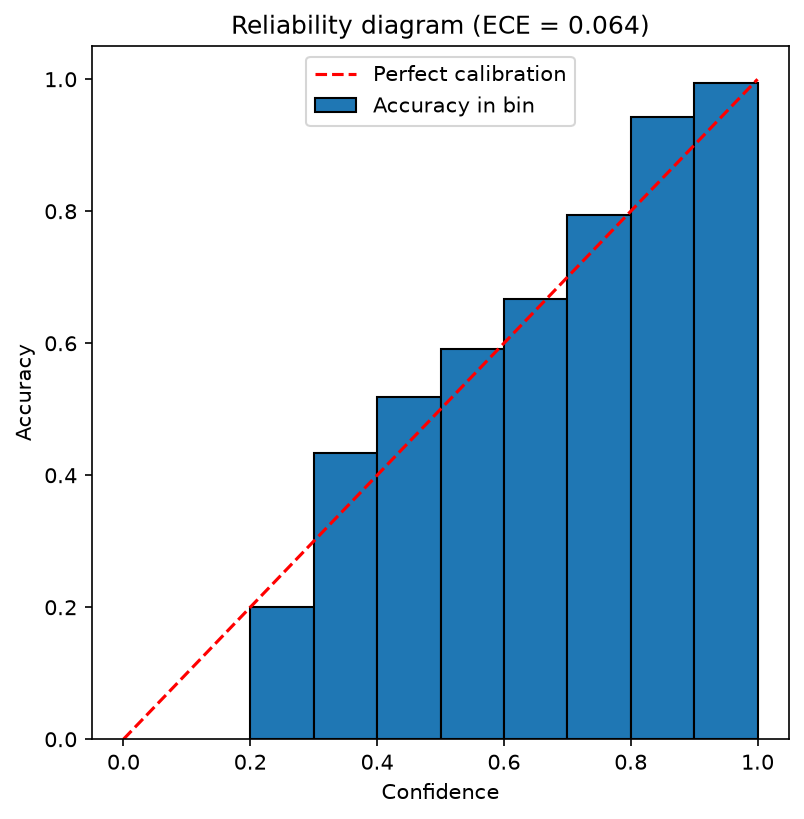 Reliability diagram (ECE = 0.064)
Perfect calibration
Accuracy in bin
Accuracy
1.0
0.8
0.6
0.4
0.2
0.0
0.0 0.2 0.4 0.6 0.8 1.0
Confidence